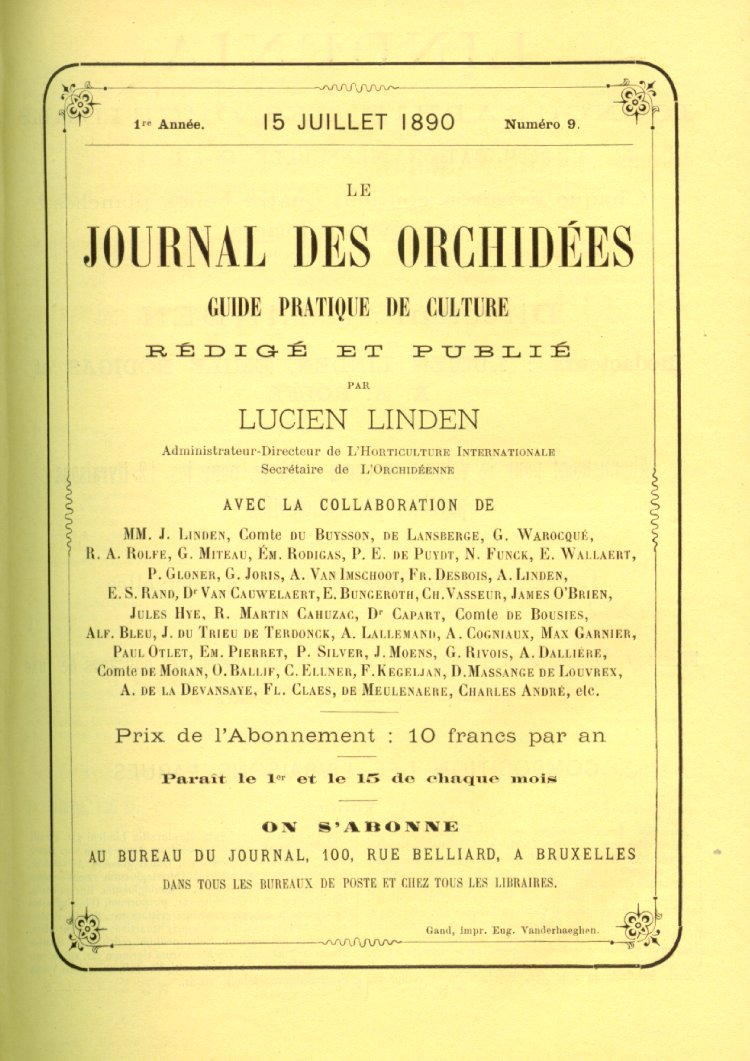 1re Année. 15 JUILLET 1890 Numéro 9.
LE
JOURNAL DES ORCHIDÉES
GUIDE PRATIQUE DE CULTURE
RÉDIGÉ ET PUBLIÉ
PAR
LUCIEN LINDEN
Administrateur-Directeur de L'HORTICULTURE INTERNATIONALE
Secrétaire de L'ORCHIDÉENNE
AVEC LA COLLABORATION DE
MM. J. LINDEN, Comte DU BUYSSON, DE LANSBERGE, G. WAROCQUÉ,
R. A. ROLFE, G. MITEAU, ÉM. RODIGAS, P. E. DE PUYDT, N. FUNCK, E. WALLAERT,
P. GLONER, G. JORIS, A. VAN IMSCHOOT, FR. DESBOIS, A. LINDEN,
E. S. RAND, Dr VAN CAUWELAERT, E. BUNGEROTH, CH. VASSEUR, JAMES O'BRIEN,
JULES HYE, R. MARTIN CAHUZAC, Dr CAPART, COMTE DE BOUSIES,
ALF. BLEU, J. DU TRIEU DE TERDONCK, A. LALLEMAND, A. COGNIAUX, MAX GARNIER,
PAUL OTLET, EM. PIERRET, P. SILVER, J. MOENS, G. RIVOIS, A. DALLIÈRE,
Comte DE MORAN, O. BALLIF, C. ELLNER, F. KEGELJAN, D. MASSANGE DE LOUVREX,
A. DE LA DEVANSAYE, FL. CLAES, DE MEULENAERE, CHARLES ANDRÉ, etc.
Prix de l'Abonnement : 10 francs par an
Paraît le 1er et le 15 de chaque mois
ON S'ABONNE
AU BUREAU DU JOURNAL, 100, RUE BELLIARD, A BRUXELLES
DANS TOUS LES BUREAUX DE POSTE ET CHEZ TOUS LES LIBRAIRES.
Gand, impr. Eug. Vanderhaeghen.